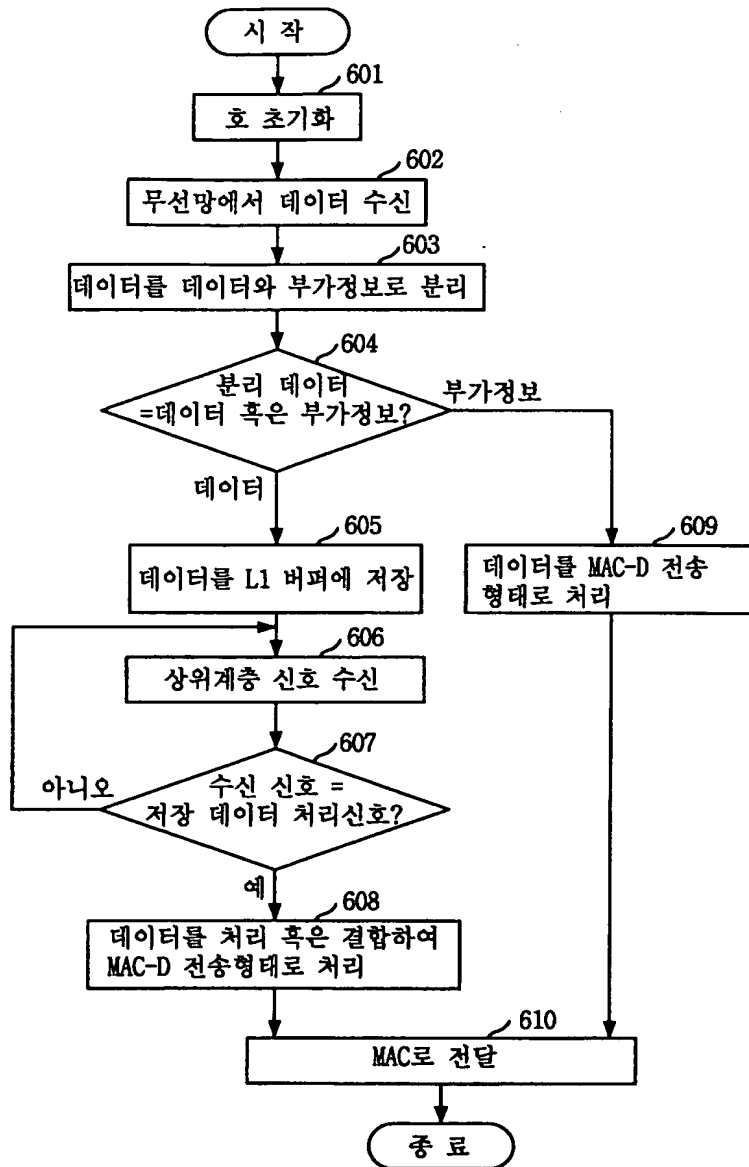 시 작
601
호 초기화
602
무선망에서 데이터 수신
603
데이터를 데이터와 부가정보로 분리
604
분리 데이터
=데이터 혹은 부가정보?
부가정보
데이터
605
데이터를 L1 버퍼에 저장
609
데이터를 MAC-D 전송
형태로 처리
606
상위계층 신호 수신
607
수신 신호 =
저장 데이터 처리신호?
아니오
예
608
데이터를 처리 혹은 결합하여
MAC-D 전송형태로 처리
610
MAC로 전달
종 료